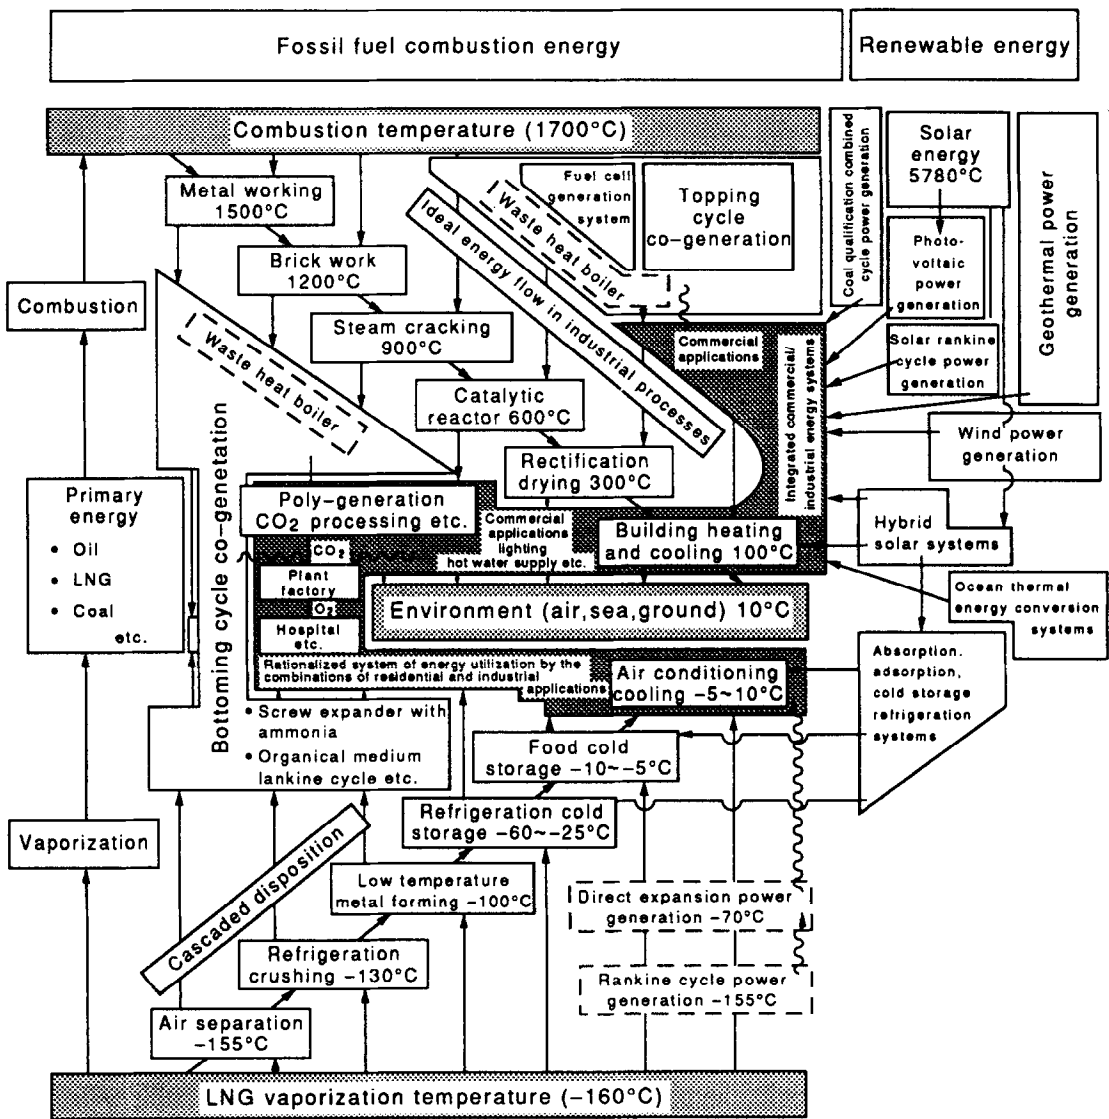 Fossil fuel combustion energy
Renewable energy
Combustion temperature (1700°C)
Metal working
1500°C
Brick work
1200°C
Steam cracking
900°C
Catalytic
reactor 600°C
Rectification
drying 300°C
Building heating
and cooling 100°C
Fuel cell
generation
system
Topping
cycle
co-generation
Waste heat boiler
Ideal energy flow in industrial processes
Coal qualification combined
cycle power generation
Solar
energy
5780°C
Photo-
voltaic
power
generation
Solar rankine
cycle power
generation
Geothermal power
generation
Wind power
generation
Hybrid
solar systems
Ocean thermal
energy conversion
systems
Absorption,
adsorption,
cold storage
refrigeration
systems
Commercial
applications
Integrated commercial/
industrial energy systems
Combustion
Primary
energy
• Oil
• LNG
• Coal
etc.
Vaporization
Waste heat boiler
Bottoming cycle co-genetation
Poly-generation
CO2 processing etc.
Commercial
applications
lighting
hot water supply etc.
CO2
Plant
factory
O2
Hospital
etc.
Environment (air,sea,ground) 10°C
Rationalized system of energy utilization by the
combinations of residential and industrial
applications
Air conditioning
cooling -5~10°C
• Screw expander with
ammonia
• Organical medium
lankine cycle etc.
Food cold
storage -10~-5°C
Refrigeration cold
storage -60~-25°C
Low temperature
metal forming -100°C
Refrigeration
crushing -130°C
Air separation
-155°C
Cascaded disposition
Direct expansion power
generation -70°C
Rankine cycle power
generation -155°C
LNG vaporization temperature (-160°C)